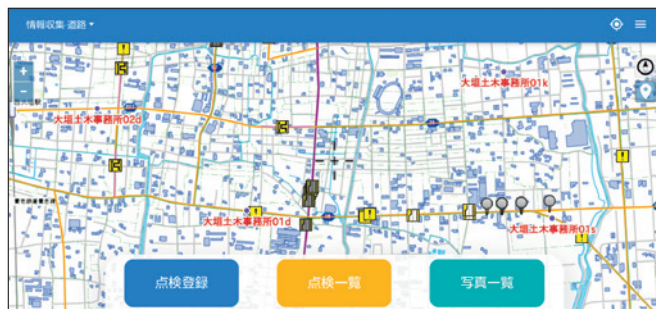 情報収集 道路
大垣土木事務所01k
大垣土木事務所02d
大垣土木事務所01d
大垣土木事務所01s
点検登録
点検一覧
写真一覧